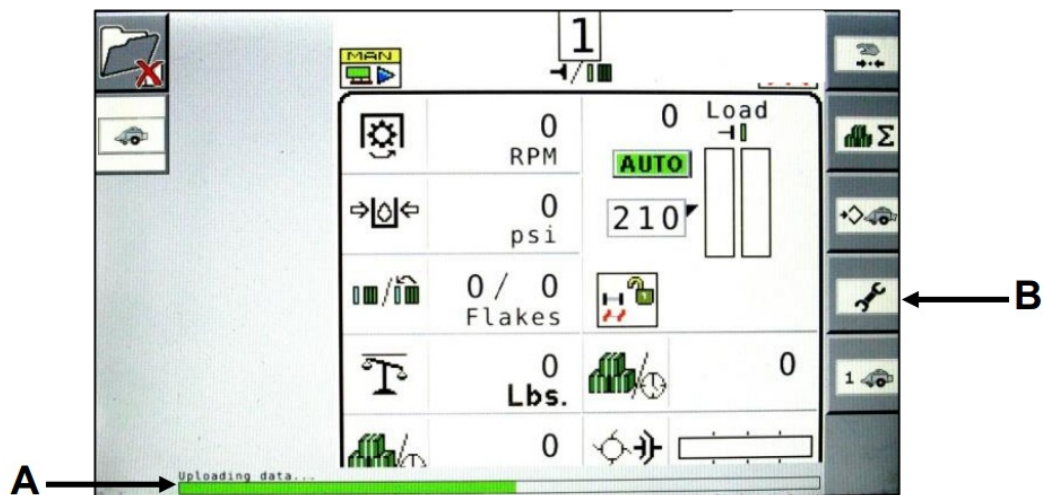 1
MAN
0
RPM
0
Load
AUTO
0
psi
210
0/ 0
Flakes
0
Lbs.
0
0
Σ
1
B
A
Uploading data...